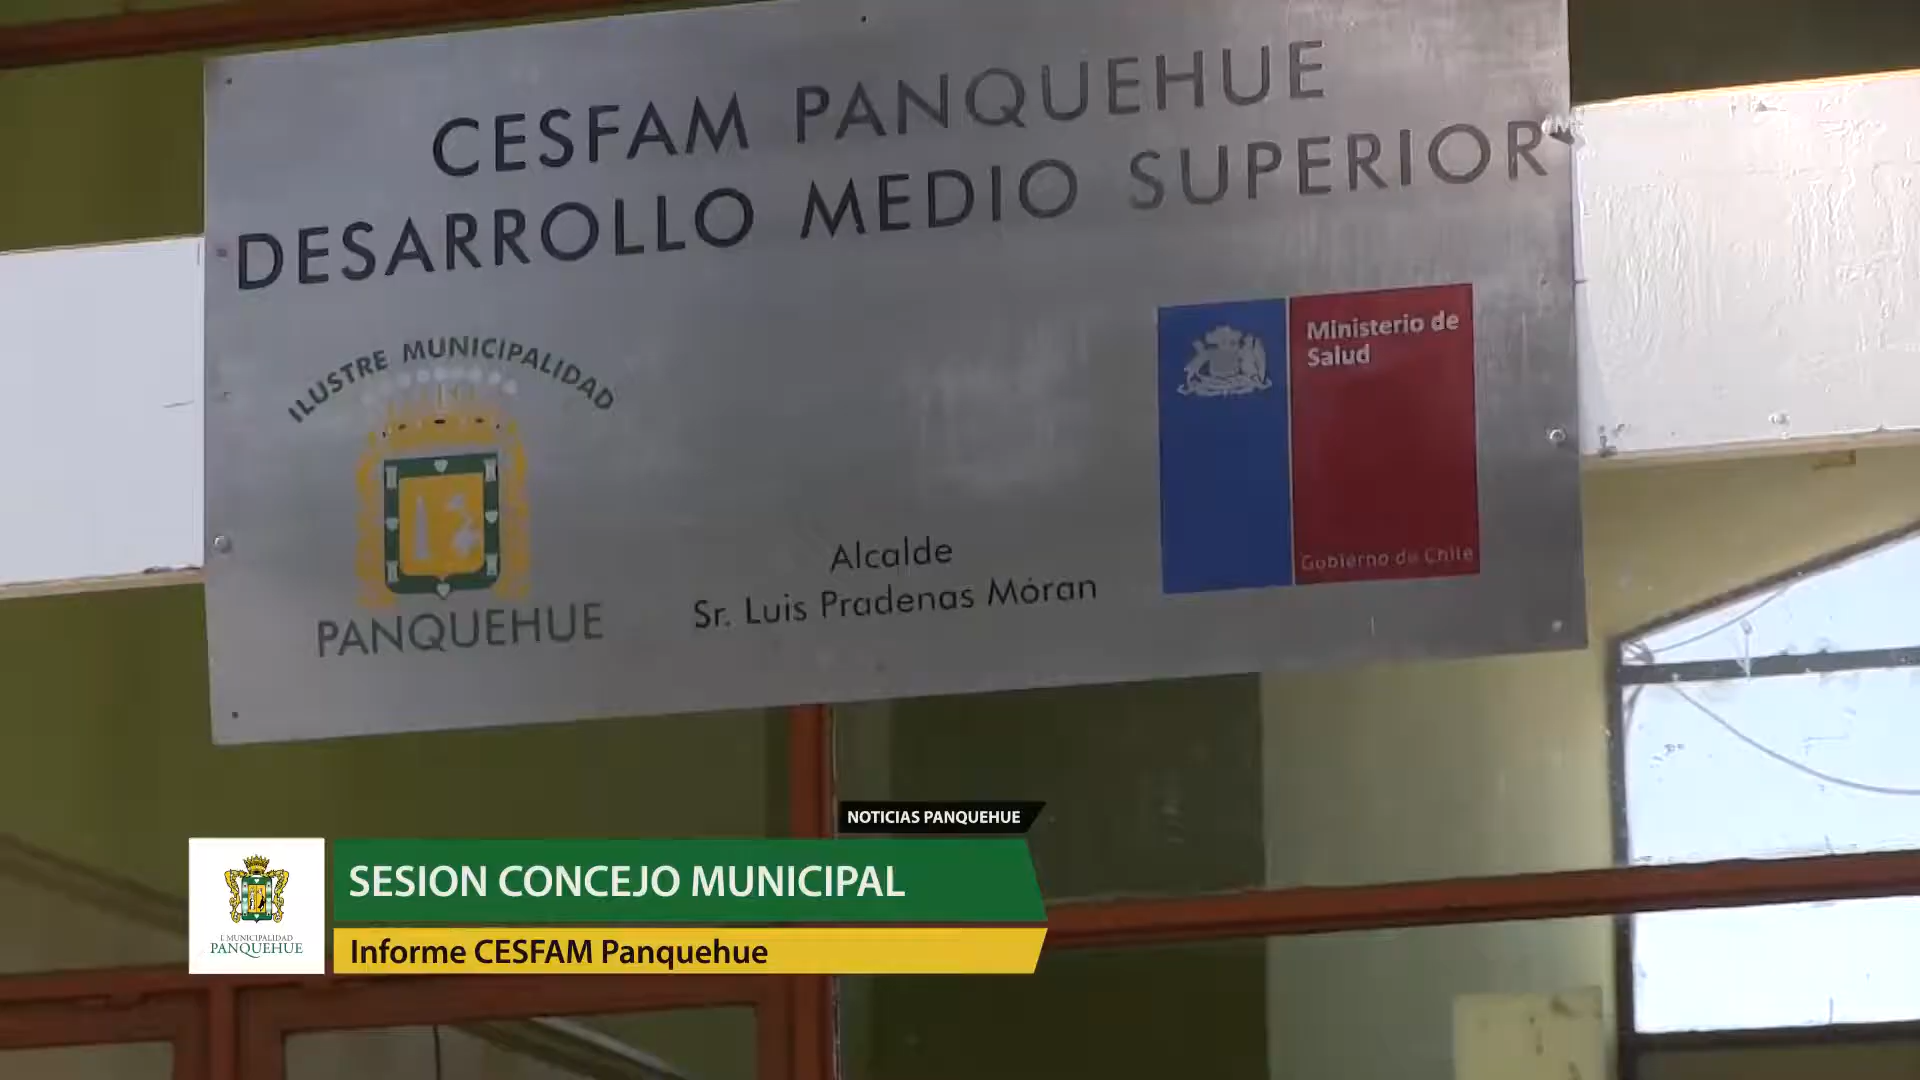 CESFAM PANQUEHUE
DESARROLLO MEDIO SUPERIOR
ILUSTRE MUNICIPALIDAD
PANQUEHUE
Alcalde
Sr. Luis Pradenas Móran
Ministerio de
Salud
Gobierno de Chile
NOTICIAS PANQUEHUE
SESION CONCEJO MUNICIPAL
Informe CESFAM Panquehue
I. MUNICIPALIDAD
PANQUEHUE